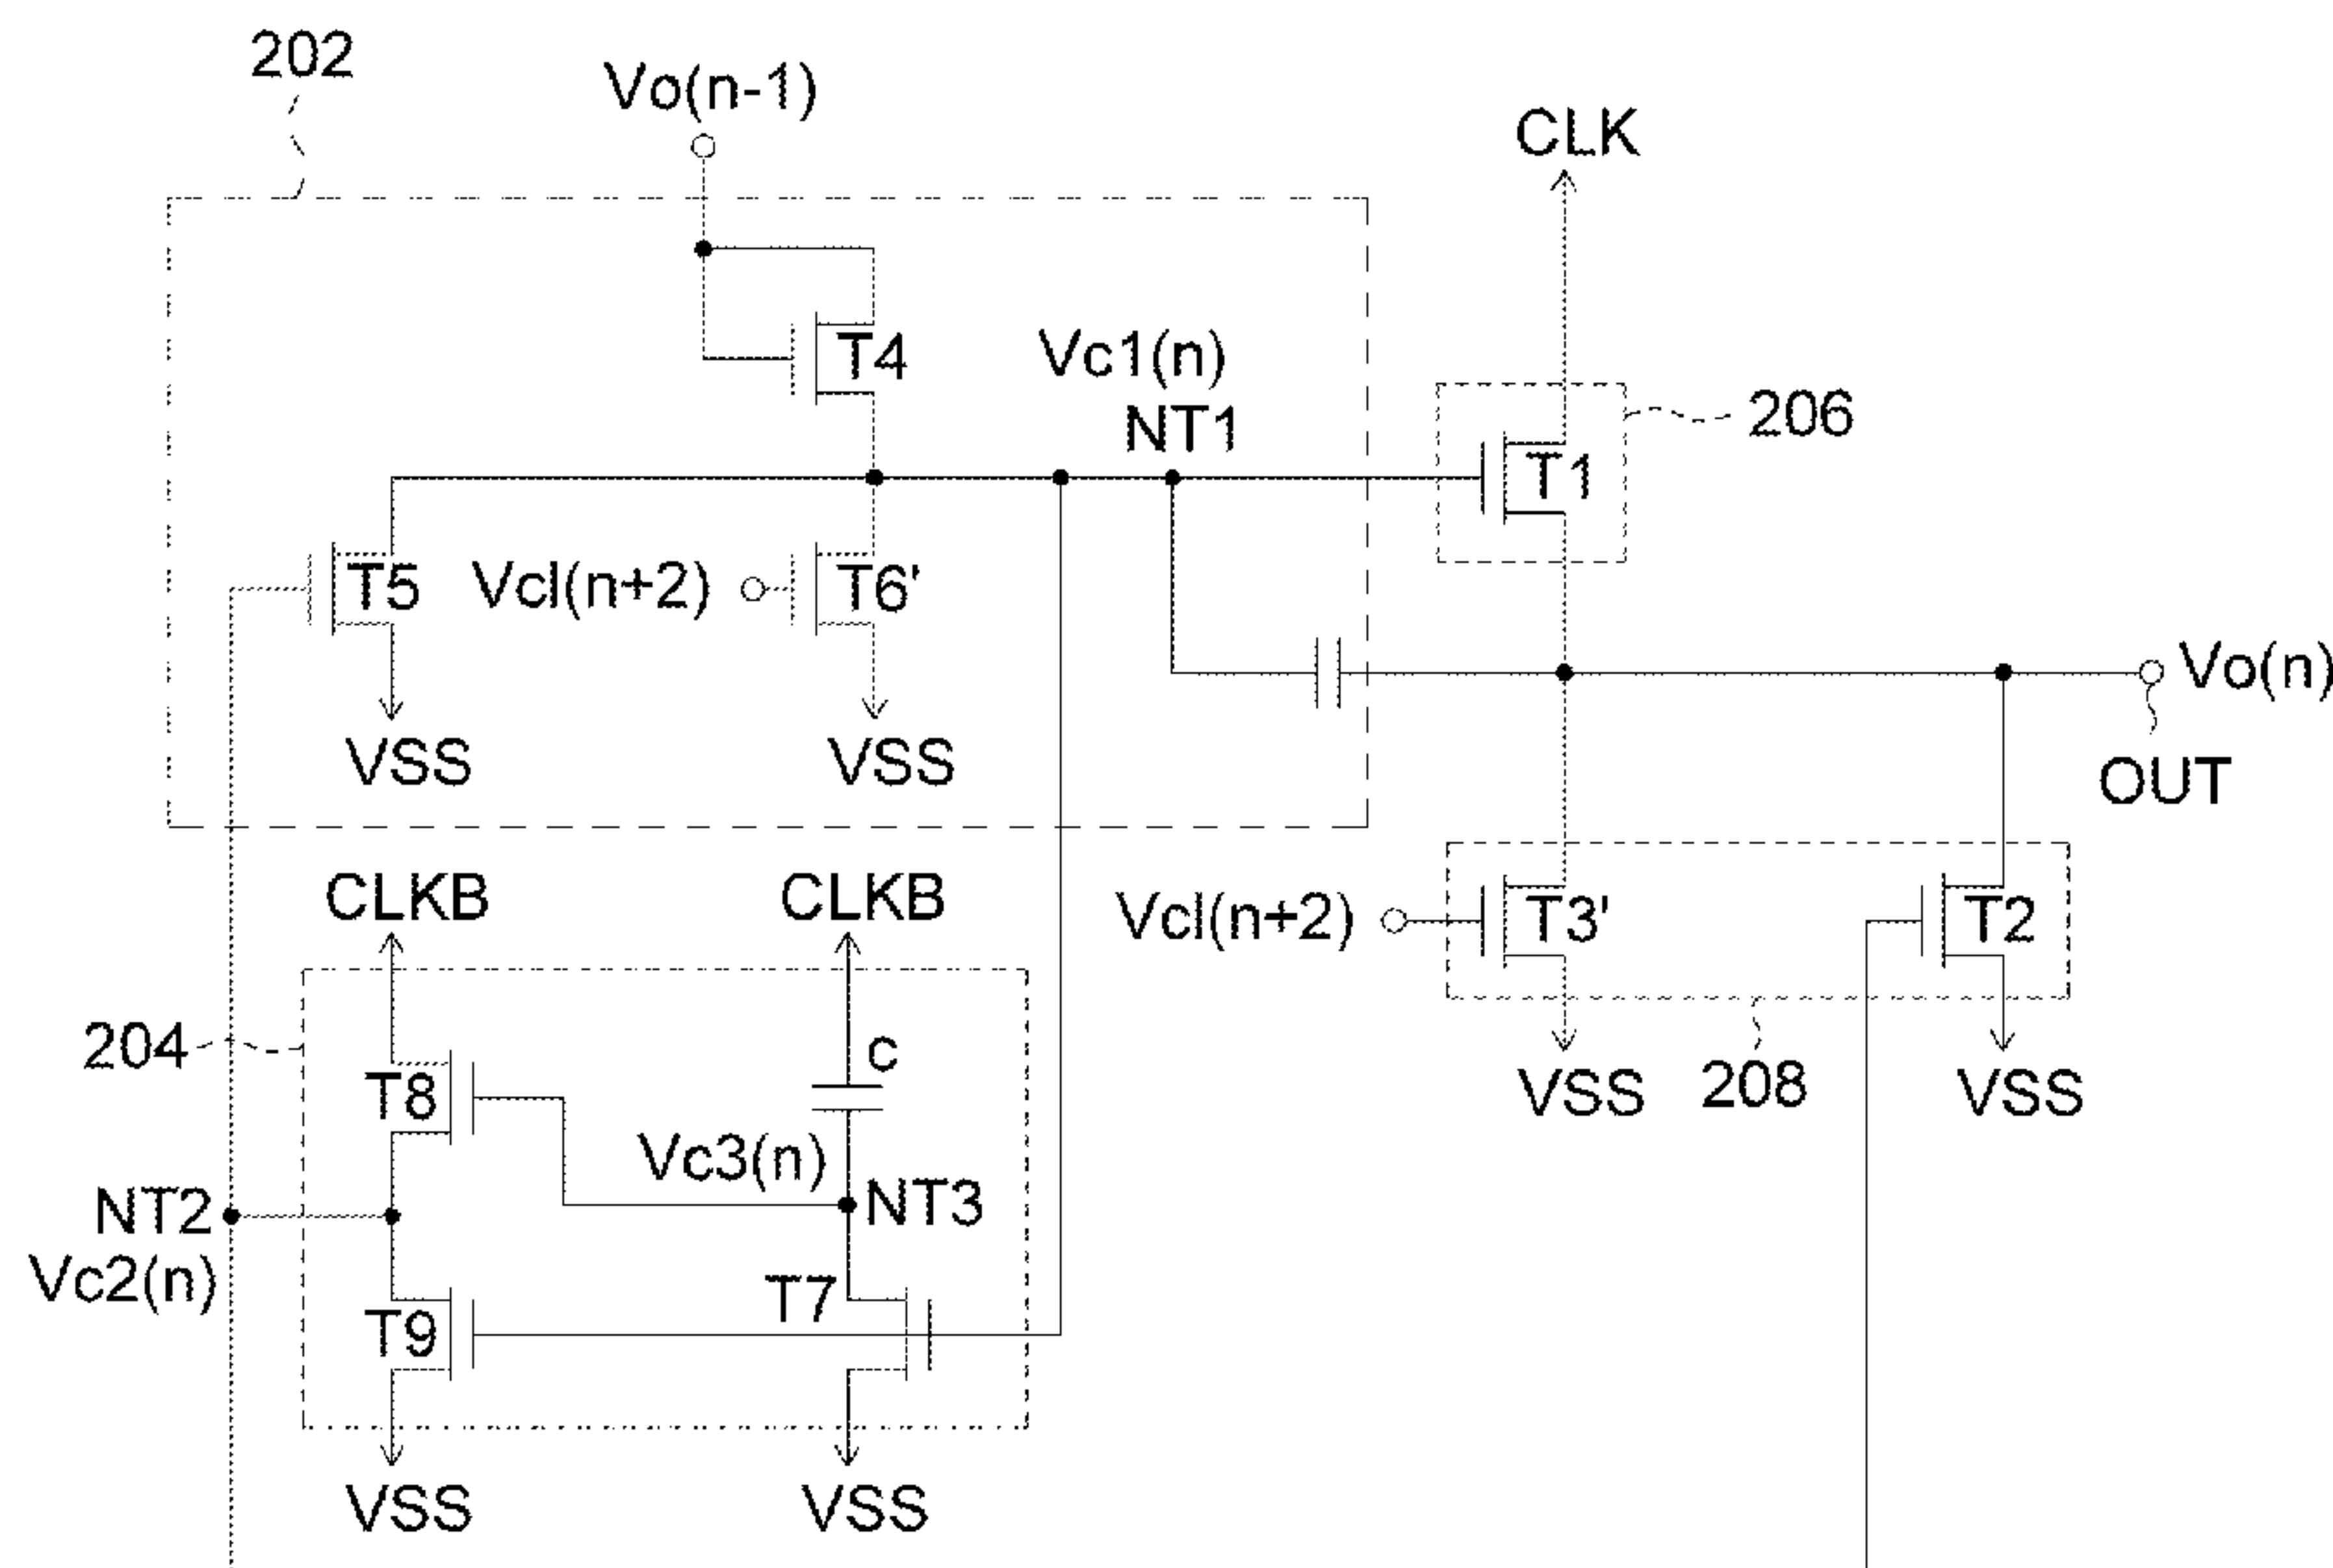 202
Vo(n-1)
CLK
T4
Vc1(n)
NT1
206
T1
T5
Vcl(n+2)
T6'
Vo(n)
VSS
VSS
OUT
CLKB
CLKB
Vcl(n+2)
T3'
T2
204
c
T8
VSS
208
VSS
Vc3(n)
NT3
NT2
Vc2(n)
T7
T9
VSS
VSS